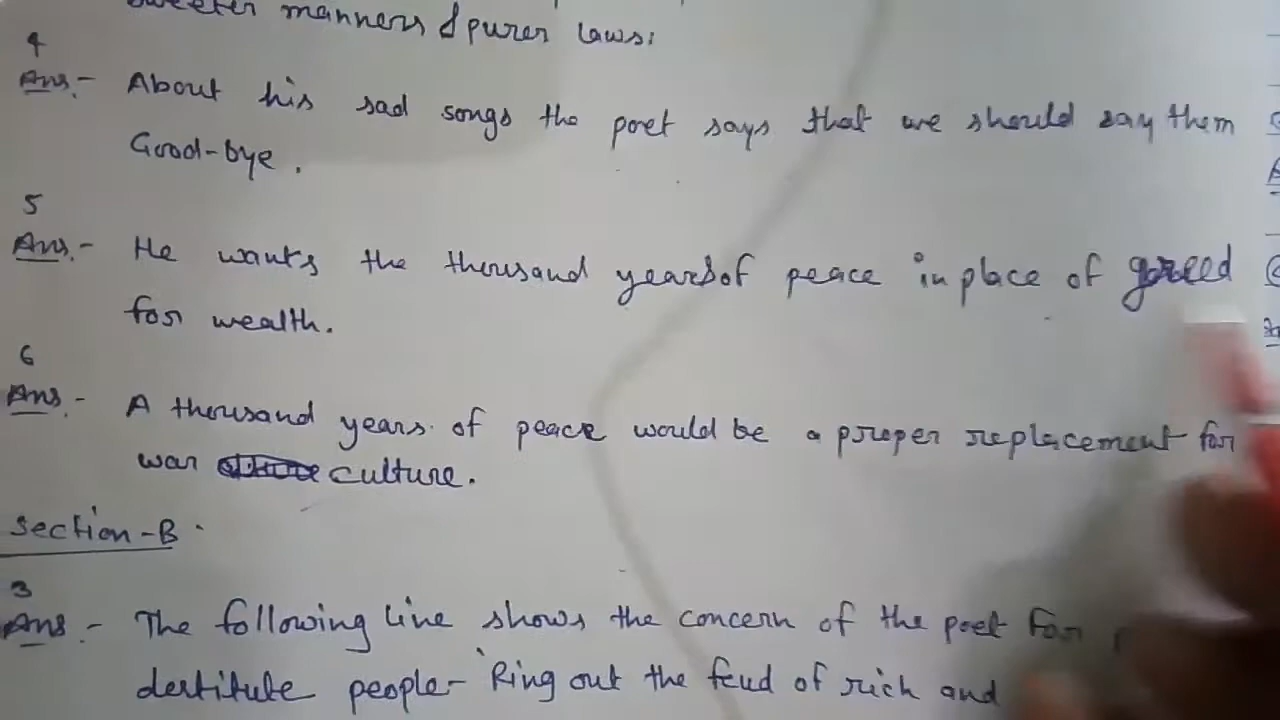 sweeter manners & purer laws.
4
Ans.- About his sad songs the poet says that we should say them
Good-bye.
5
Ans.- He wants the thousand years of peace in place of greed
for wealth.
6
Ans.- A thousand years of peace would be a proper replacement for
war culture.
Section-B.
3
Ans.- The following line shows the concern of the poet for
destitute people- 'Ring out the feud of rich and